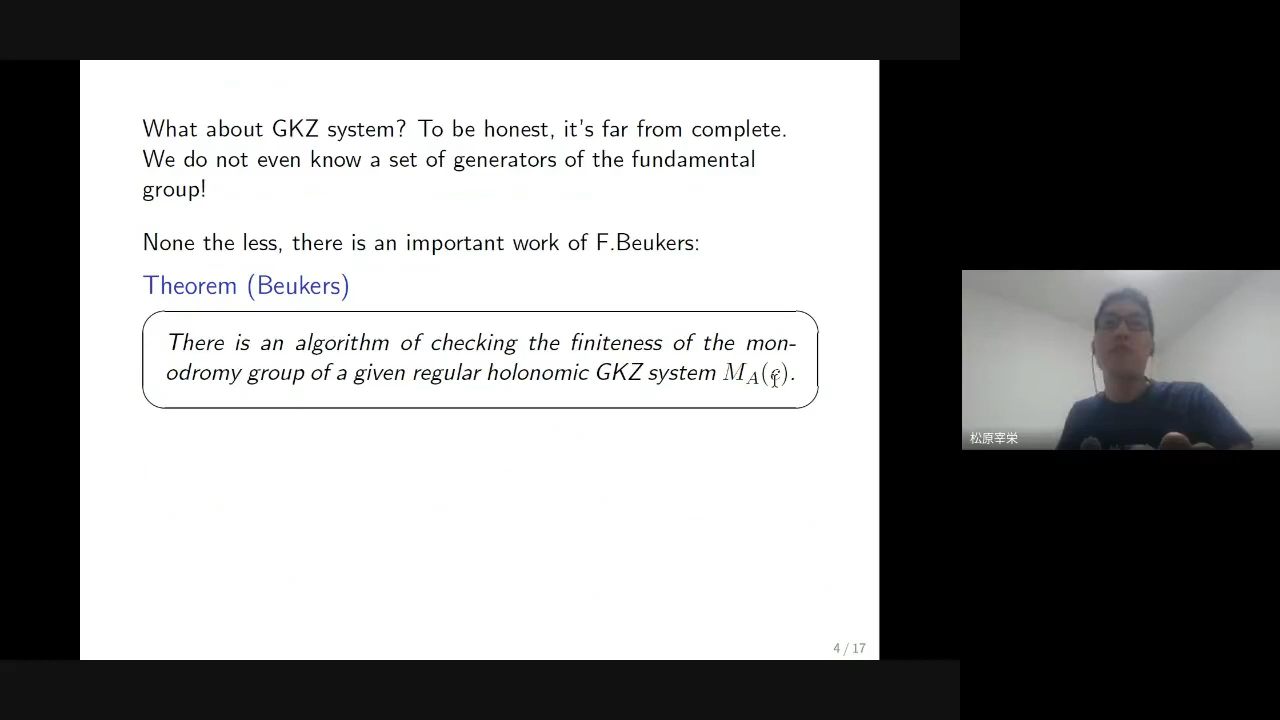 What about GKZ system? To be honest, it's far from complete.
We do not even know a set of generators of the fundamental
group!
None the less, there is an important work of F.Beukers:
Theorem (Beukers)
There is an algorithm of checking the finiteness of the mon-
odromy group of a given regular holonomic GKZ system M_A(c).
4 / 17
松原宰栄